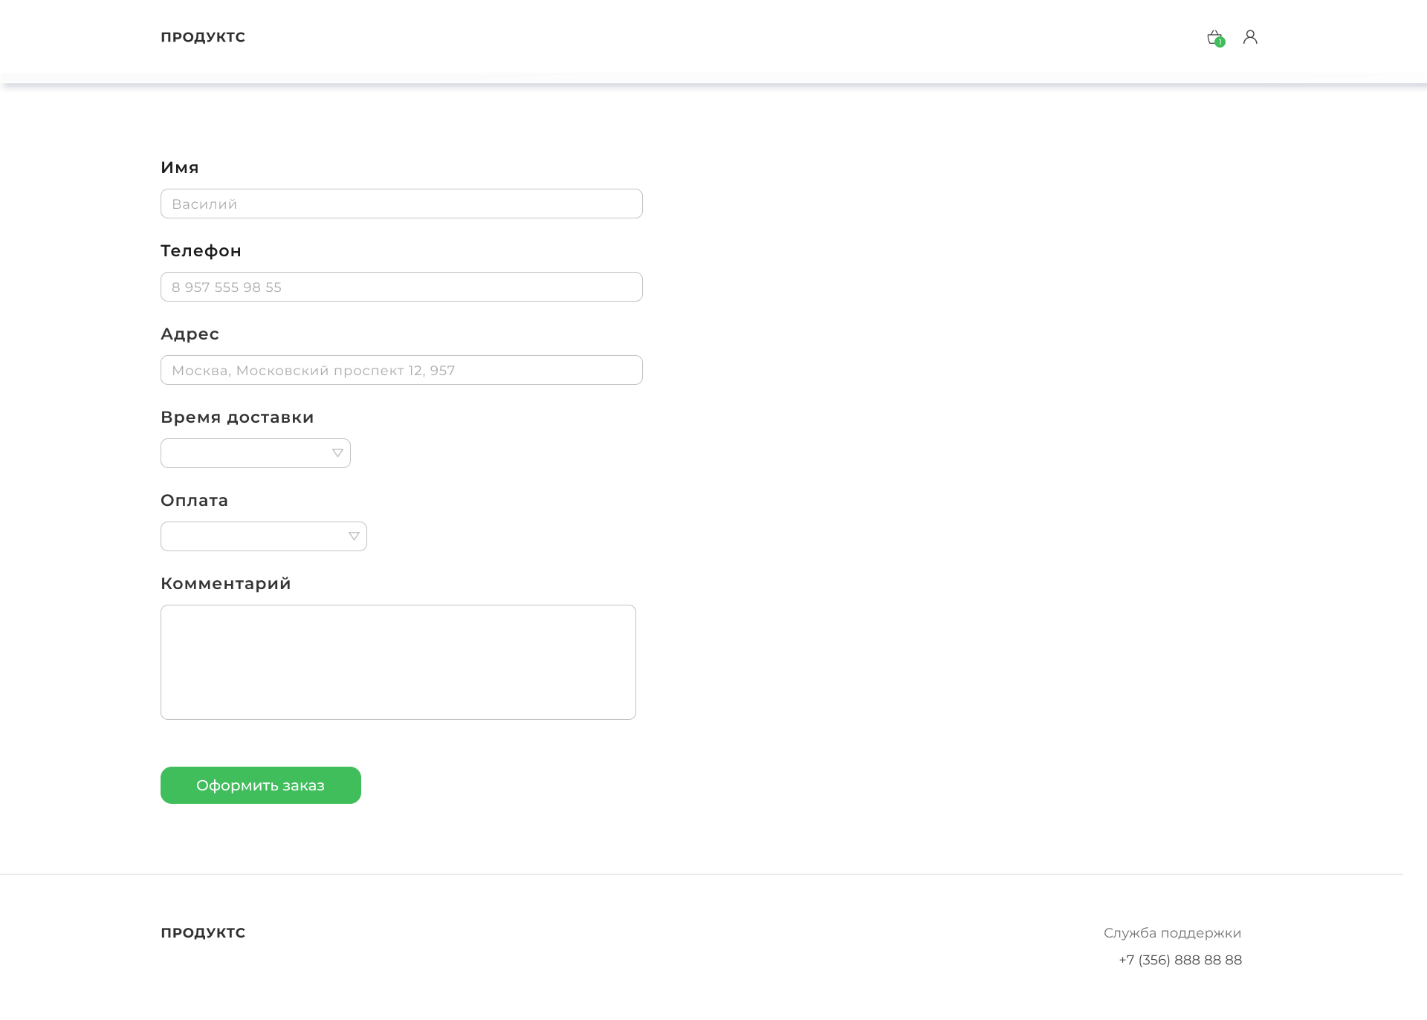 ПРОДУКТС
1
Имя
Василий
Телефон
8 957 555 98 55
Адрес
Москва, Московский проспект 12, 957
Время доставки
Оплата
Комментарий
Оформить заказ
ПРОДУКТС
Служба поддержки
+7 (356) 888 88 88